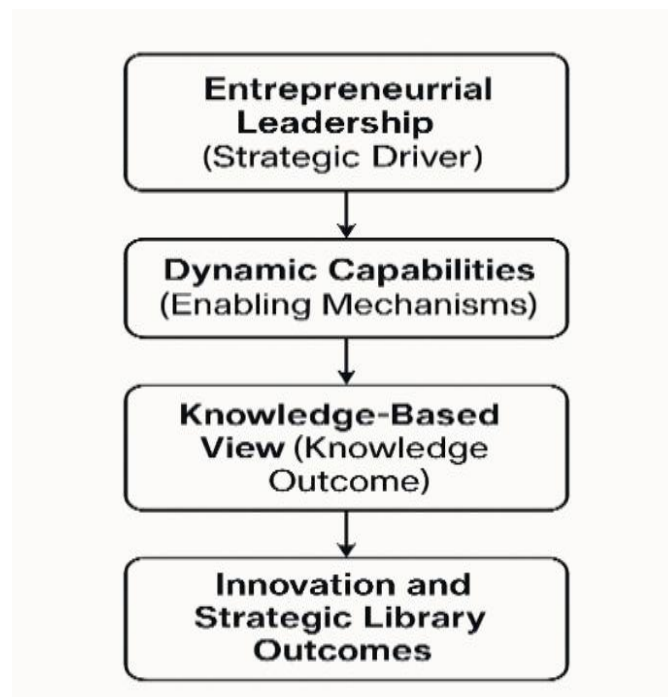 Entrepreneurrial
Leadership
(Strategic Driver)
Dynamic Capabilities
(Enabling Mechanisms)
Knowledge-Based
View (Knowledge
Outcome)
Innovation and
Strategic Library
Outcomes